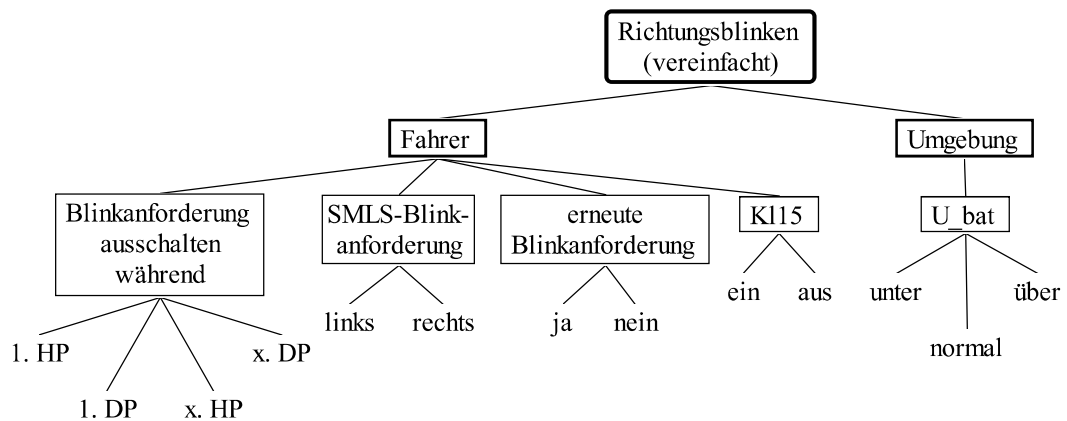 Richtungsblinken
(vereinfacht)
Fahrer
Umgebung
Blinkanforderung
ausschalten
während
SMLS-Blink-
anforderung
erneute
Blinkanforderung
Kl15
U_bat
1. HP
1. DP
x. HP
x. DP
links
rechts
ja
nein
ein
aus
unter
normal
über